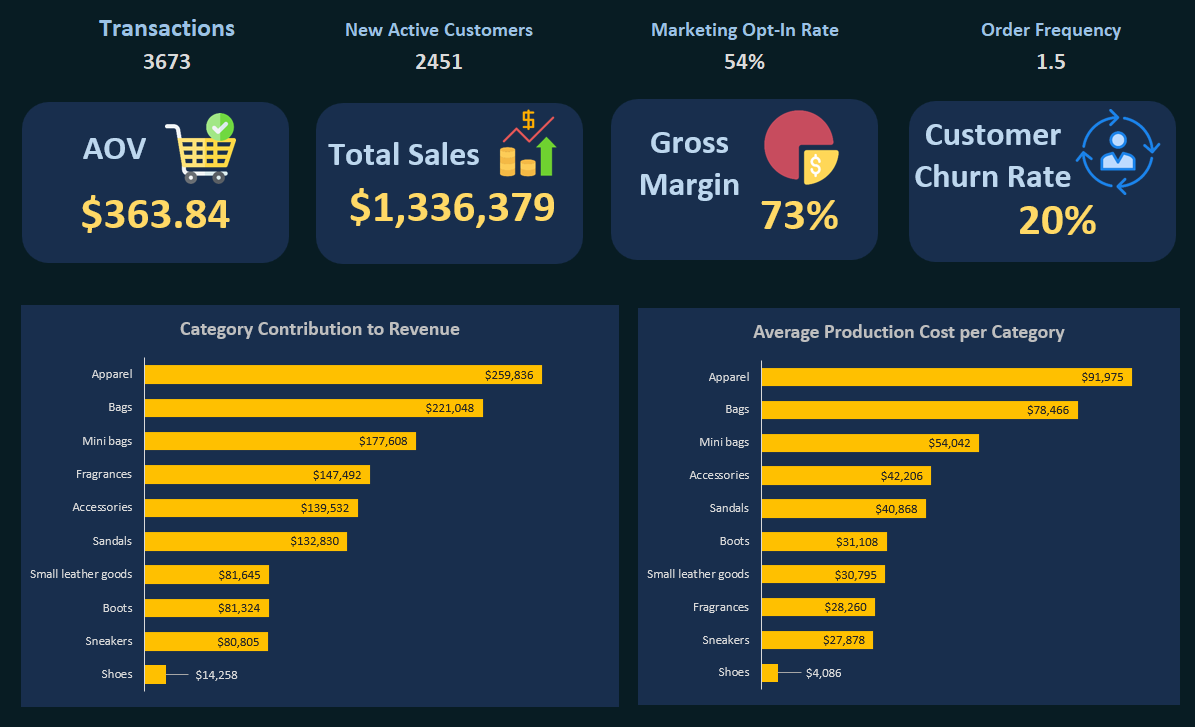 Transactions
3673
New Active Customers
2451
Marketing Opt-In Rate
54%
Order Frequency
1.5
AOV
$363.84
$
Total Sales
$1,336,379
Gross
Margin
$
73%
Customer
Churn Rate
20%
Category Contribution to Revenue
Apparel $259,836
Bags $221,048
Mini bags $177,608
Fragrances $147,492
Accessories $139,532
Sandals $132,830
Small leather goods $81,645
Boots $81,324
Sneakers $80,805
Shoes $14,258
Average Production Cost per Category
Apparel $91,975
Bags $78,466
Mini bags $54,042
Accessories $42,206
Sandals $40,868
Boots $31,108
Small leather goods $30,795
Fragrances $28,260
Sneakers $27,878
Shoes $4,086